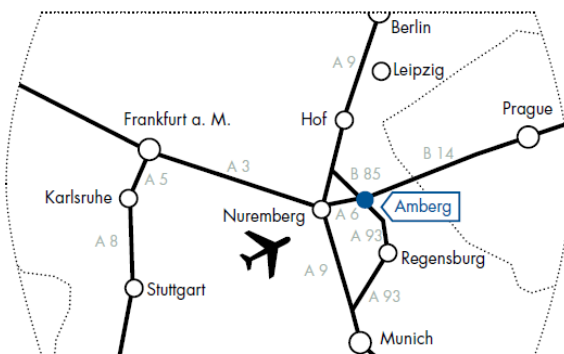 Berlin
A 9
Leipzig
Frankfurt a. M.
Hof
Prague
A 3
B 85
B 14
A 5
Karlsruhe
Nuremberg
A 6
Amberg
A 8
A 93
A 9
Regensburg
Stuttgart
A 93
Munich